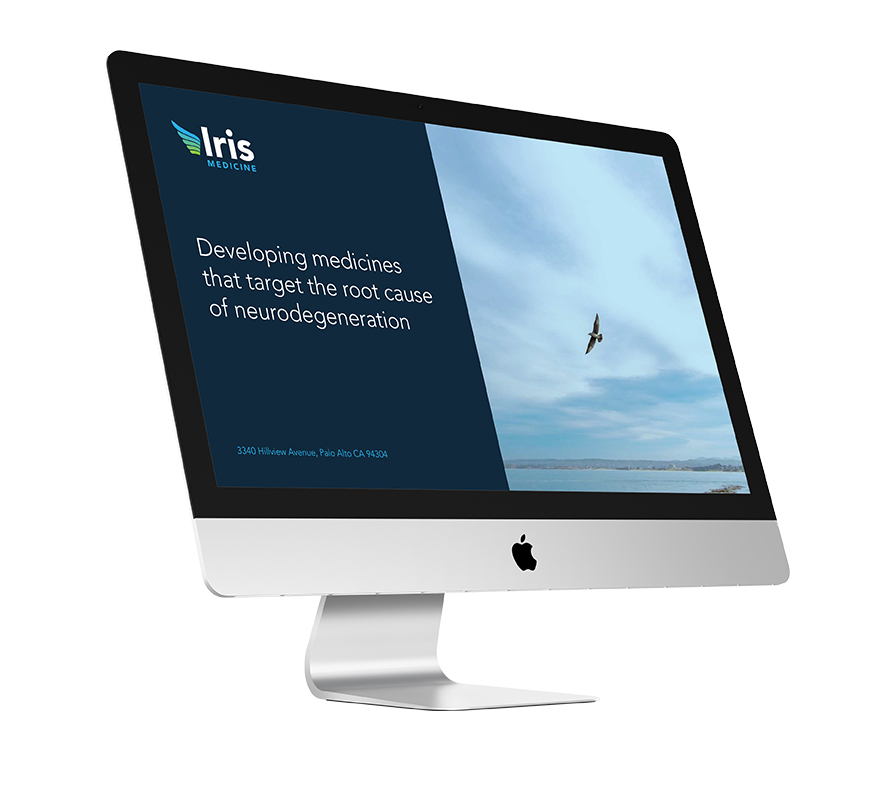 Iris
MEDICINE
Developing medicines
that target the root cause
of neurodegeneration
3340 Hillview Avenue, Palo Alto CA 94304